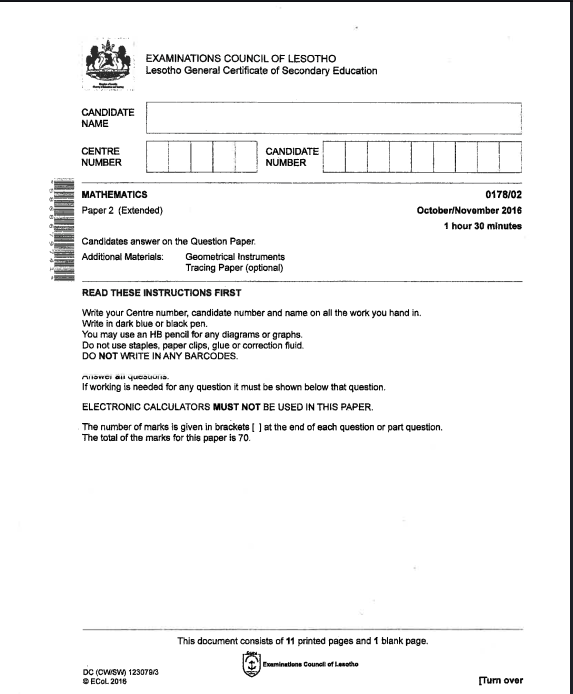 EXAMINATIONS COUNCIL OF LESOTHO
Lesotho General Certificate of Secondary Education
CANDIDATE
NAME
CENTRE
NUMBER
CANDIDATE
NUMBER
MATHEMATICS 0178/02
Paper 2 (Extended) October/November 2016
1 hour 30 minutes
Candidates answer on the Question Paper.
Additional Materials: Geometrical Instruments
Tracing Paper (optional)
READ THESE INSTRUCTIONS FIRST
Write your Centre number, candidate number and name on all the work you hand in.
Write in dark blue or black pen.
You may use an HB pencil for any diagrams or graphs.
Do not use staples, paper clips, glue or correction fluid.
DO NOT WRITE IN ANY BARCODES.
Answer all questions.
If working is needed for any question it must be shown below that question.
ELECTRONIC CALCULATORS MUST NOT BE USED IN THIS PAPER.
The number of marks is given in brackets [ ] at the end of each question or part question.
The total of the marks for this paper is 70.
This document consists of 11 printed pages and 1 blank page.
Examinations Council of Lesotho
DC (CW/SW) 123079/3
© ECoL 2016
[Turn over